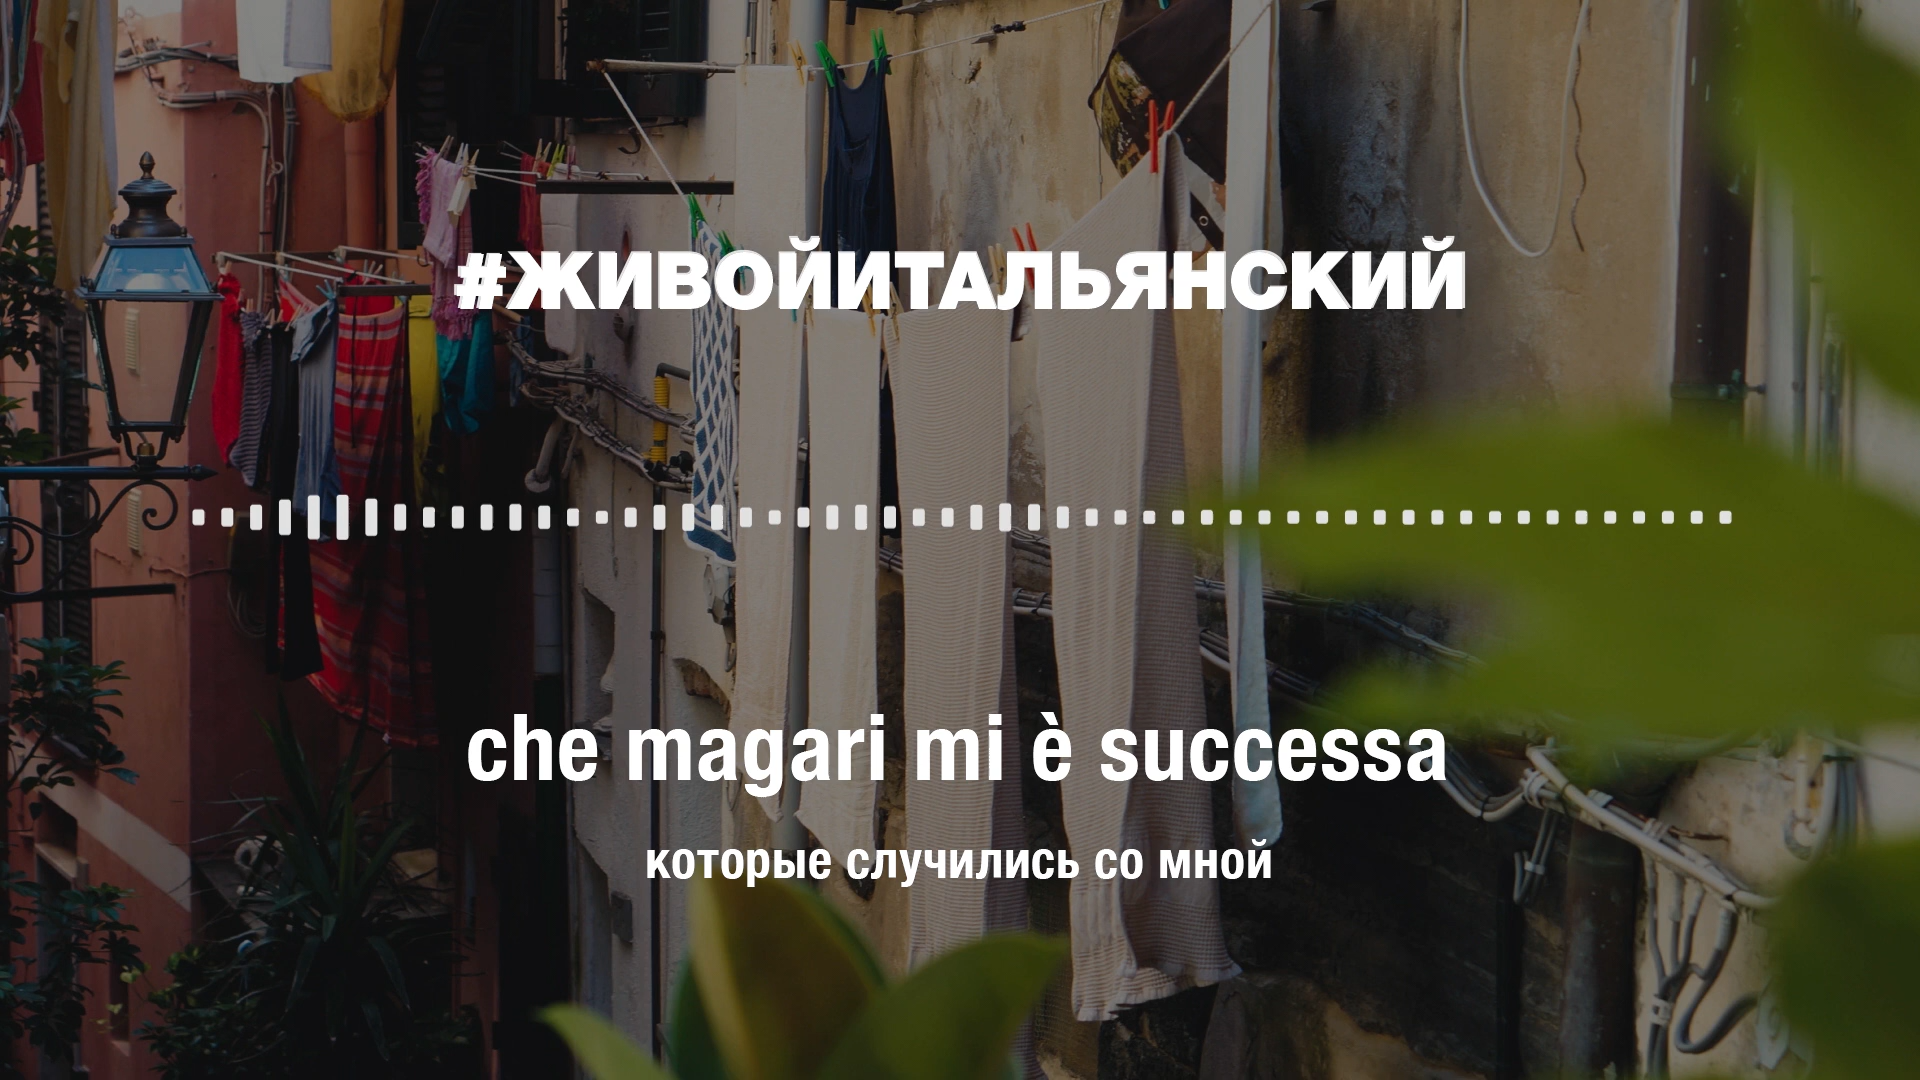 #ЖИВОЙИТАЛЬЯНСКИЙ
che magari mi è successa
которые случились со мной